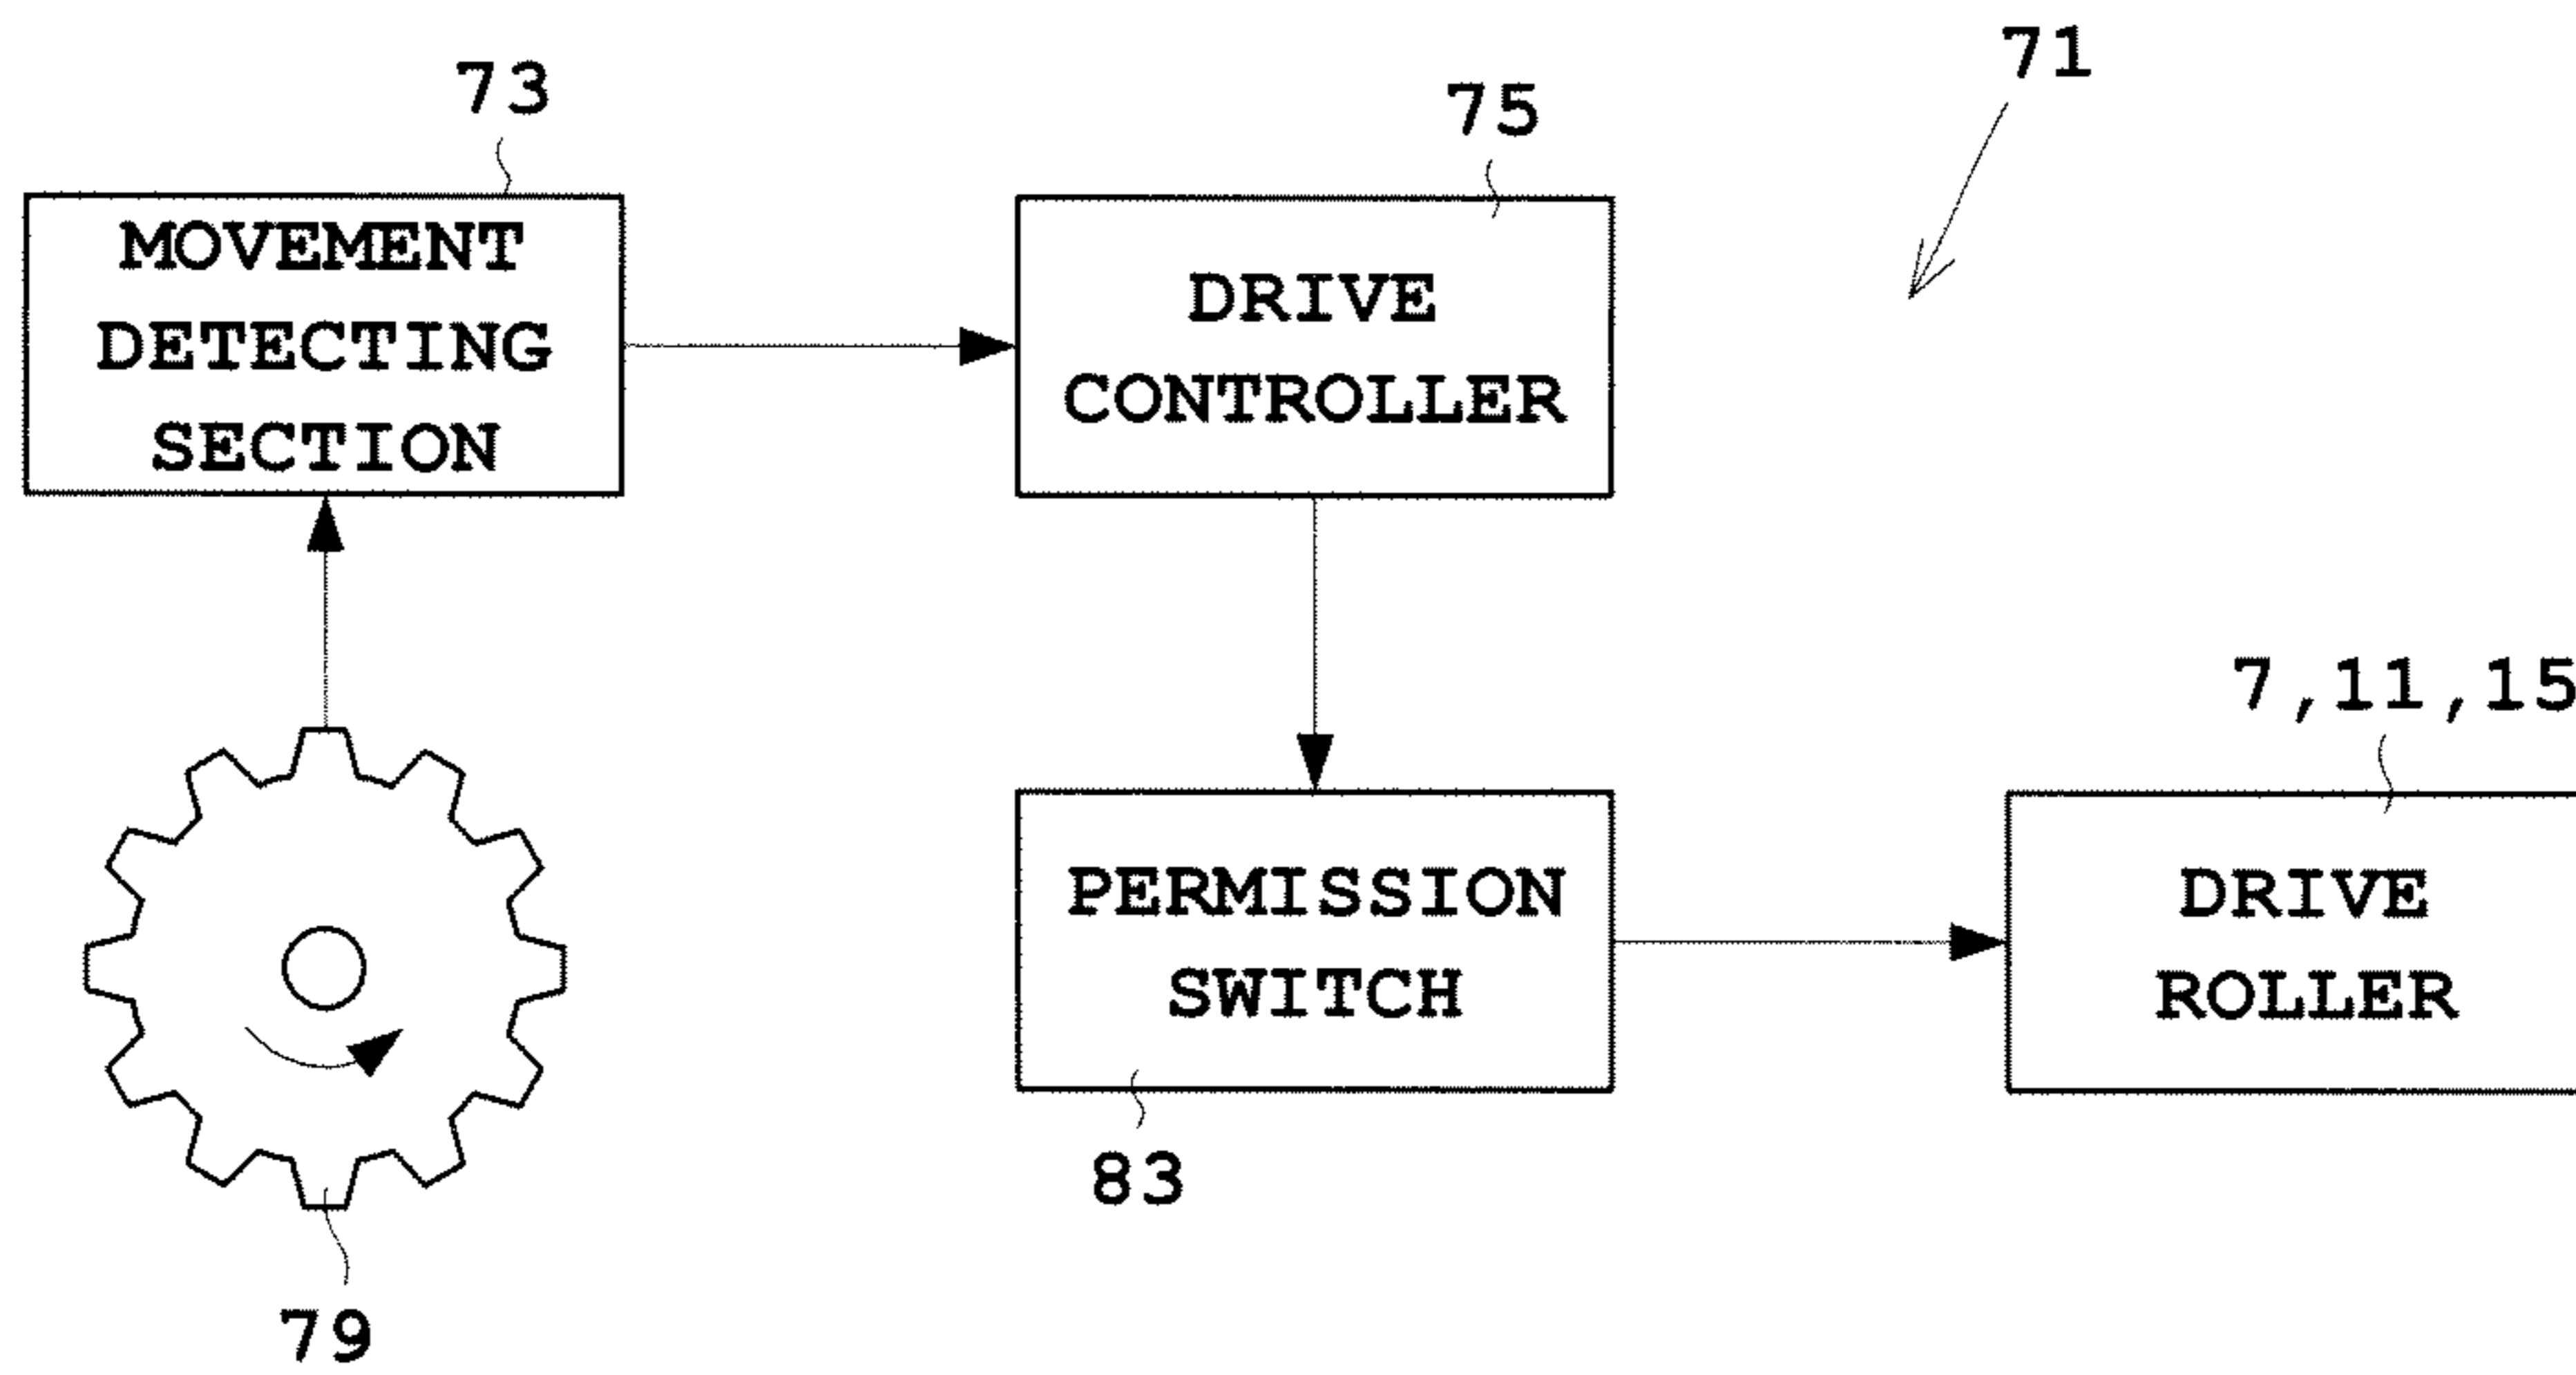 71
73
75
MOVEMENT
DETECTING
SECTION
DRIVE
CONTROLLER
7,11,15
PERMISSION
SWITCH
DRIVE
ROLLER
83
79